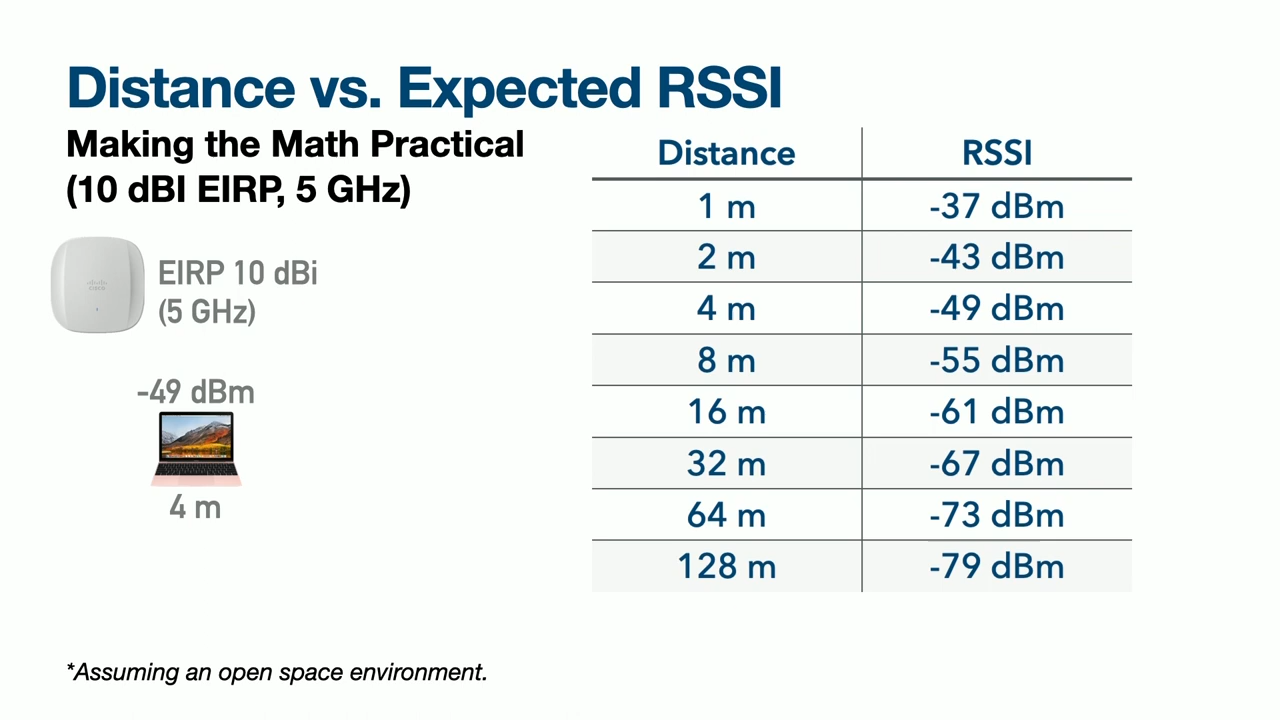 Distance vs. Expected RSSI
Making the Math Practical
(10 dBI EIRP, 5 GHz)
EIRP 10 dBi
(5 GHz)
-49 dBm
4 m
Distance RSSI
1 m -37 dBm
2 m -43 dBm
4 m -49 dBm
8 m -55 dBm
16 m -61 dBm
32 m -67 dBm
64 m -73 dBm
128 m -79 dBm
*Assuming an open space environment.